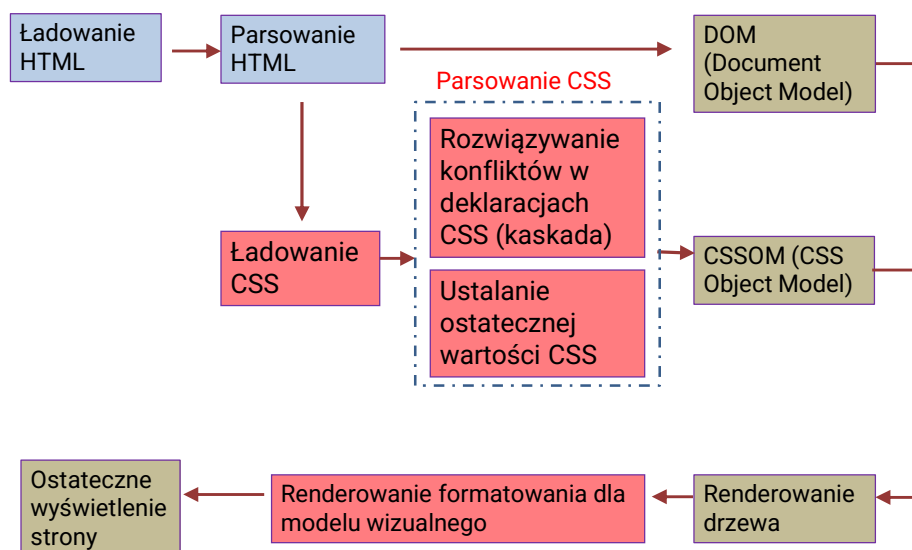 Ładowanie
HTML
Parsowanie
HTML
DOM
(Document
Object Model)
Parsowanie CSS
Rozwiązywanie
konfliktów w
deklaracjach
CSS (kaskada)
Ustalanie
ostatecznej
wartości CSS
Ładowanie
CSS
CSSOM (CSS
Object Model)
Ostateczne
wyświetlenie
strony
Renderowanie formatowania dla
modelu wizualnego
Renderowanie
drzewa